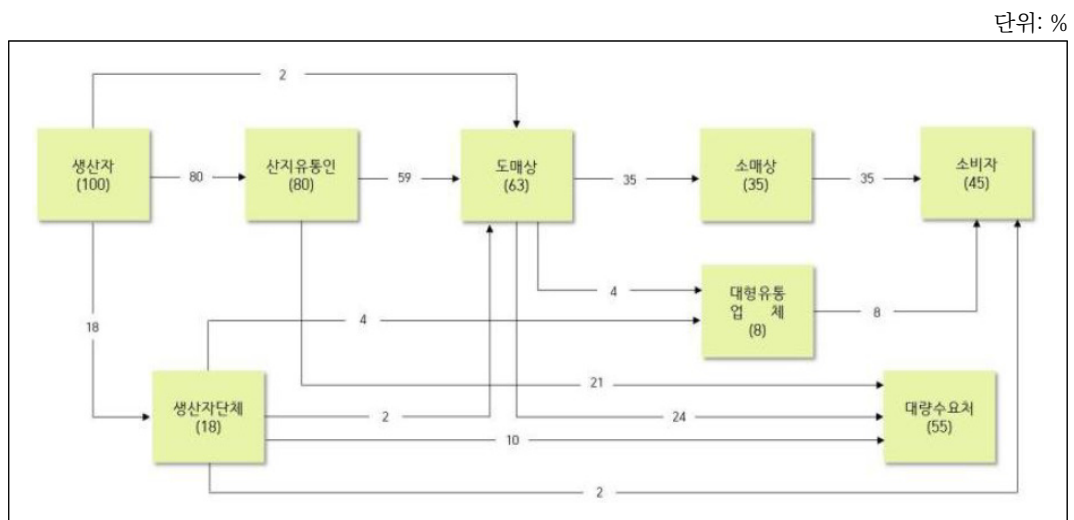 단위: %
2
생산자
(100)
80
산지유통인
(80)
59
도매상
(63)
35
소매상
(35)
35
소비자
(45)
4
대형유통
업 체
(8)
8
18
4
21
생산자단체
(18)
2
24
대량수요처
(55)
10
2